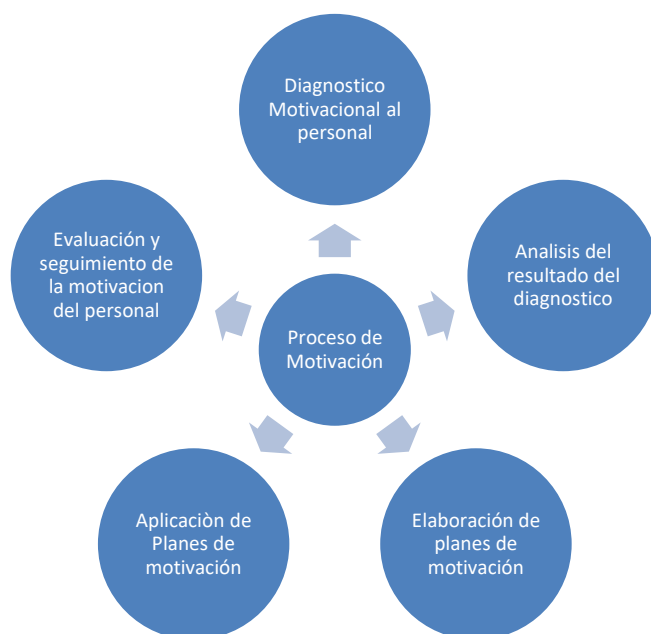 Diagnostico
Motivacional al
personal
Analisis del
resultado del
diagnostico
Elaboración de
planes de
motivación
Aplicaciòn de
Planes de
motivación
Evaluación y
seguimiento de
la motivacion
del personal
Proceso de
Motivación